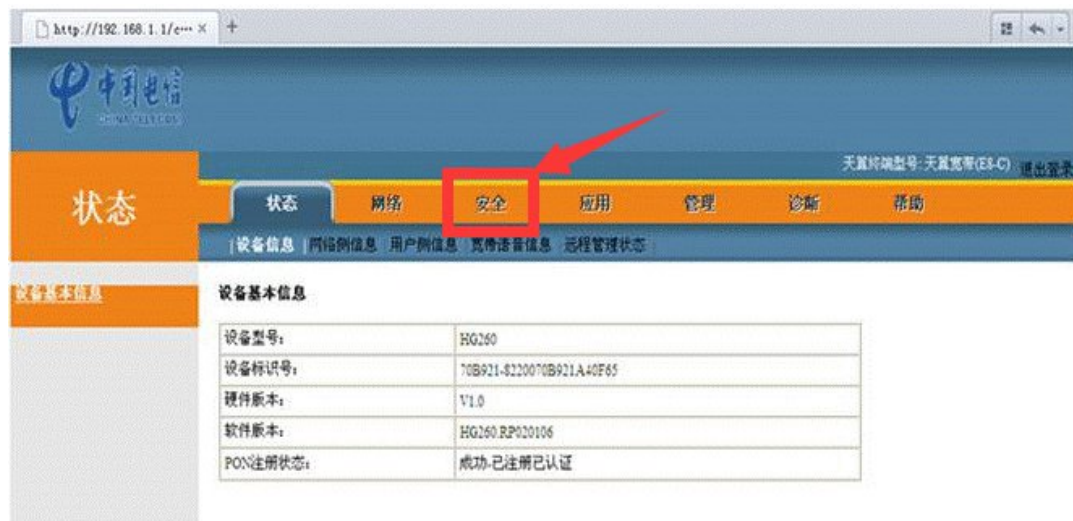 http://192.168.1.1/c… × +
中国电信
CHINA TELECOM
天翼终端型号:天翼宽带(E8-C) 退出登录
状态
状态 网络 安全 应用 管理 诊断 帮助
设备信息 网络侧信息 用户侧信息 宽带语音信息 远程管理状态
设备基本信息
设备基本信息
设备型号: HG260
设备标识号: 70B921-8220070B921A40F65
硬件版本: V1.0
软件版本: HG260.RP020106
PON注册状态: 成功-已注册已认证